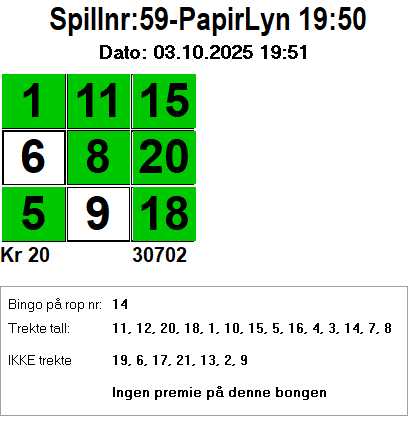 Spillnr:59-PapirLyn 19:50
Dato: 03.10.2025 19:51
1 11 15
6 8 20
5 9 18
Kr 20 30702
Bingo på rop nr: 14
Trekte tall: 11, 12, 20, 18, 1, 10, 15, 5, 16, 4, 3, 14, 7, 8
IKKE trekte 19, 6, 17, 21, 13, 2, 9
Ingen premie på denne bongen